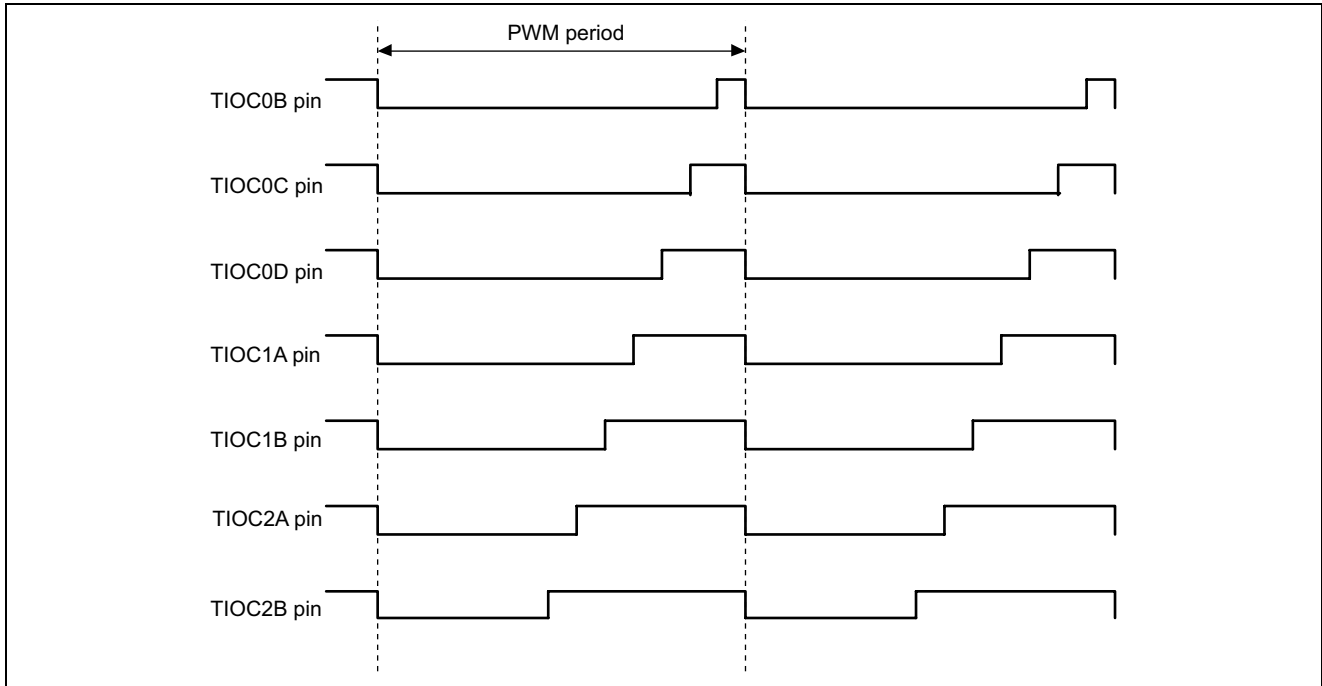 PWM period
TIOC0B pin
TIOC0C pin
TIOC0D pin
TIOC1A pin
TIOC1B pin
TIOC2A pin
TIOC2B pin